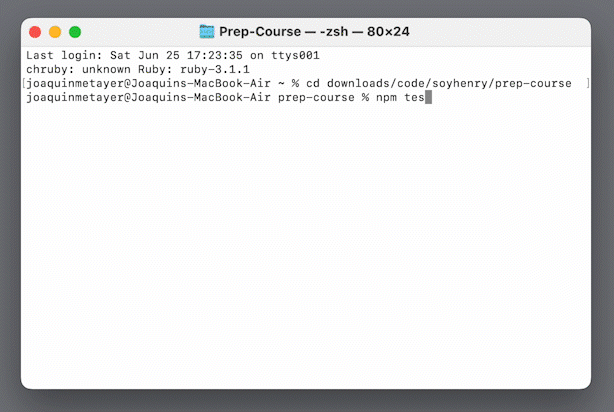 Prep-Course — -zsh — 80×24
Last login: Sat Jun 25 17:23:35 on ttys001
chruby: unknown Ruby: ruby-3.1.1
[joaquinmetayer@Joaquins-MacBook-Air ~ % cd downloads/code/soyhenry/prep-course ]
joaquinmetayer@Joaquins-MacBook-Air prep-course % npm tes